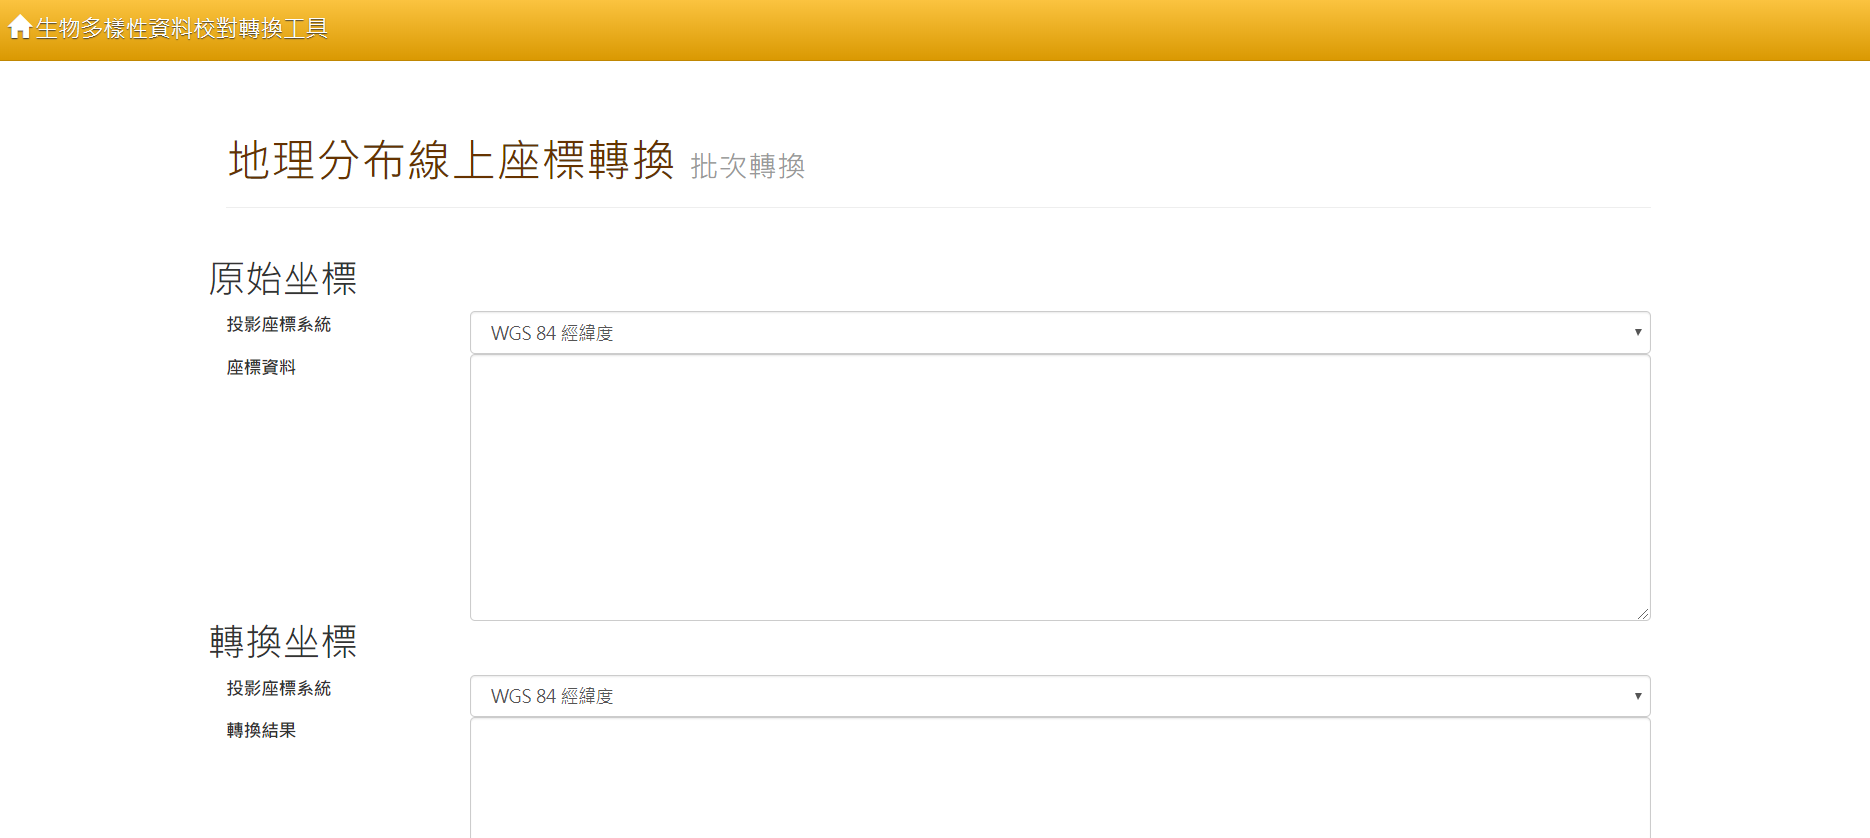 生物多樣性資料校對轉換工具
地理分布線上座標轉換 批次轉換
原始坐標
投影座標系統
WGS 84 經緯度
座標資料
轉換坐標
投影座標系統
WGS 84 經緯度
轉換結果